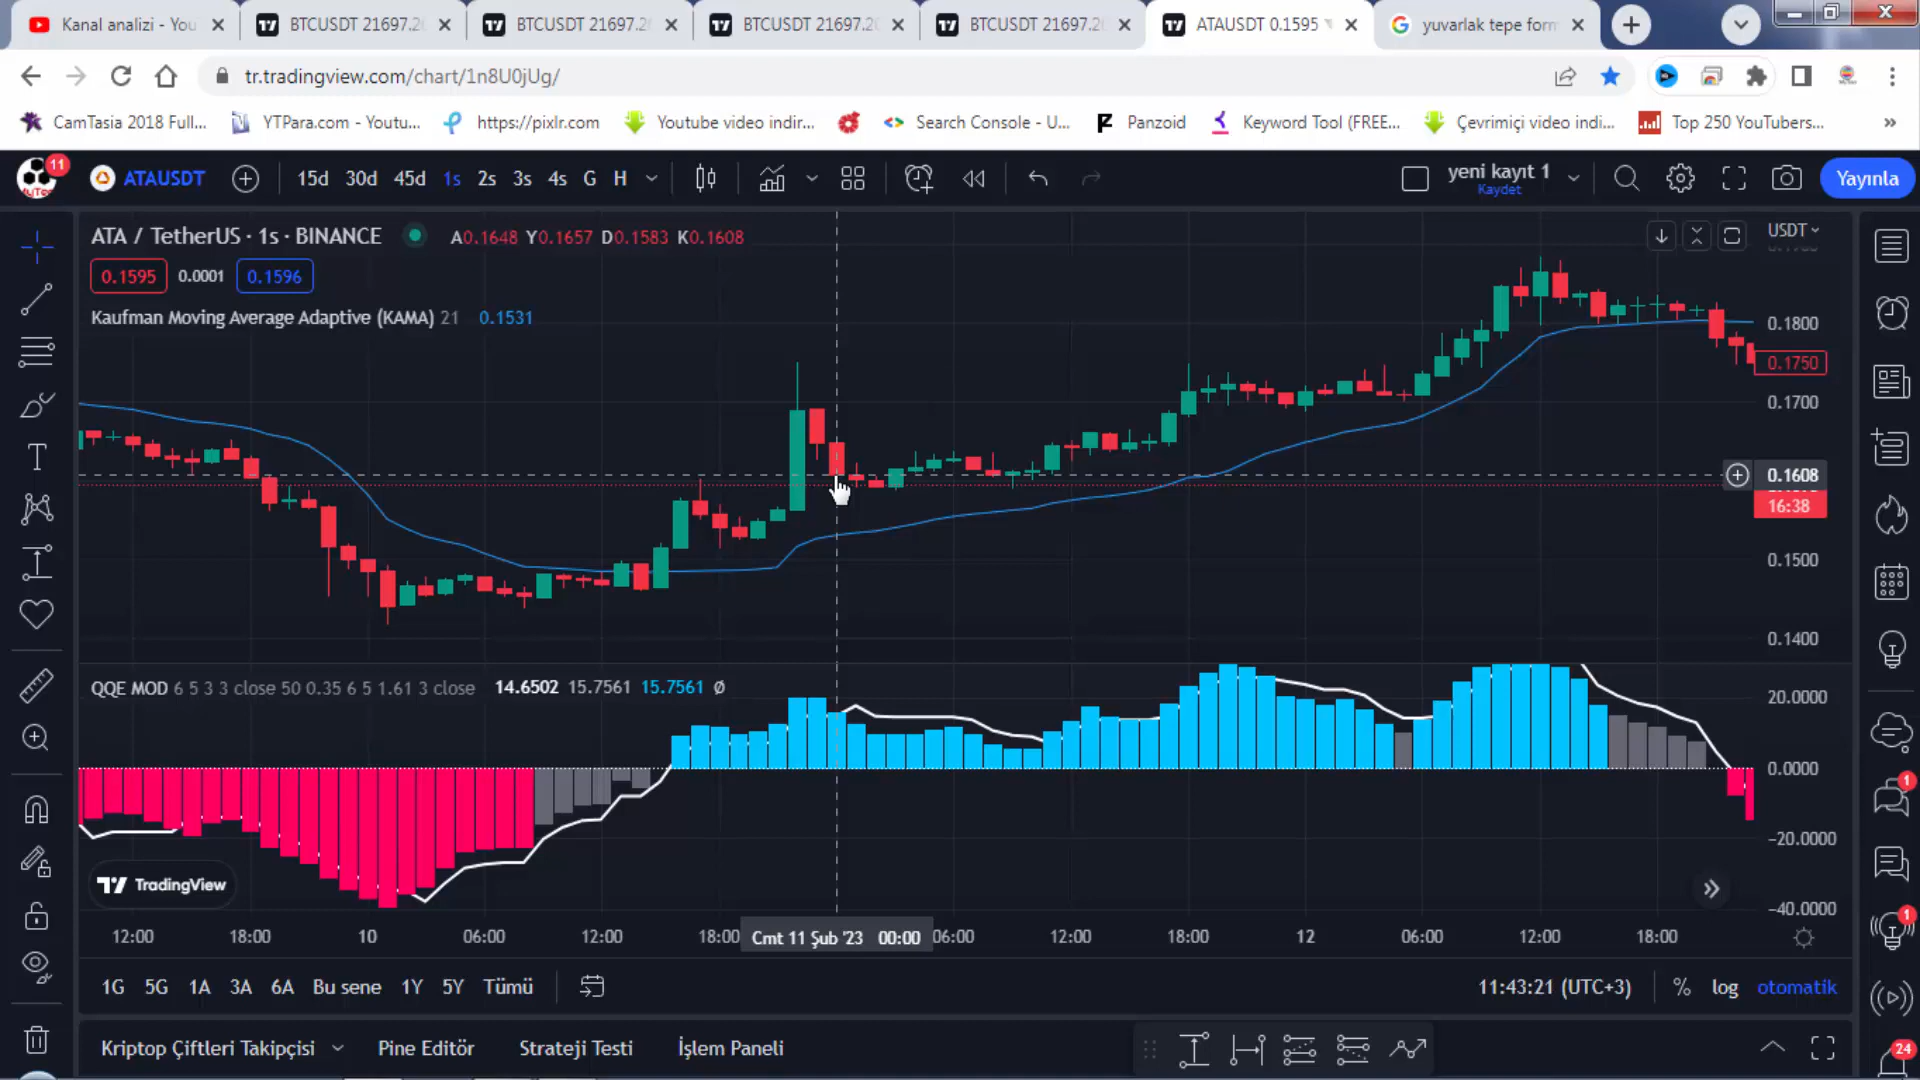 Kanal analizi - You
BTCUSDT 21697.2
BTCUSDT 21697.2
BTCUSDT 21697.2
BTCUSDT 21697.2
ATAUSDT 0.1595
yuvarlak tepe form
tr.tradingview.com/chart/1n8U0jUg/
CamTasia 2018 Full...
YTPara.com - Youtu...
https://pixlr.com
Youtube video indir...
Search Console - U...
Panzoid
Keyword Tool (FREE...
Çevrimiçi video indi...
Top 250 YouTubers...
11
ATAUSDT
15d 30d 45d 1s 2s 3s 4s G H
yeni kayıt 1
Kaydet
Yayınla
ATA / TetherUS · 1s · BINANCE
A0.1648 Y0.1657 D0.1583 K0.1608
USDT
0.1595 0.0001 0.1596
Kaufman Moving Average Adaptive (KAMA) 21 0.1531
0.1800
0.1750
0.1700
0.1608
16:38
0.1500
0.1400
QQE MOD 6 5 3 3 close 50 0.35 6 5 1.61 3 close 14.6502 15.7561 15.7561 Ø
20.0000
0.0000
−20.0000
−40.0000
TradingView
12:00 18:00 10 06:00 12:00 18:00 Cmt 11 Şub '23 00:00 06:00 12:00 18:00 12 06:00 12:00 18:00
1G 5G 1A 3A 6A Bu sene 1Y 5Y Tümü
11:43:21 (UTC+3) % log otomatik
Kriptop Çiftleri Takipçisi Pine Editör Strateji Testi İşlem Paneli
1
1
24